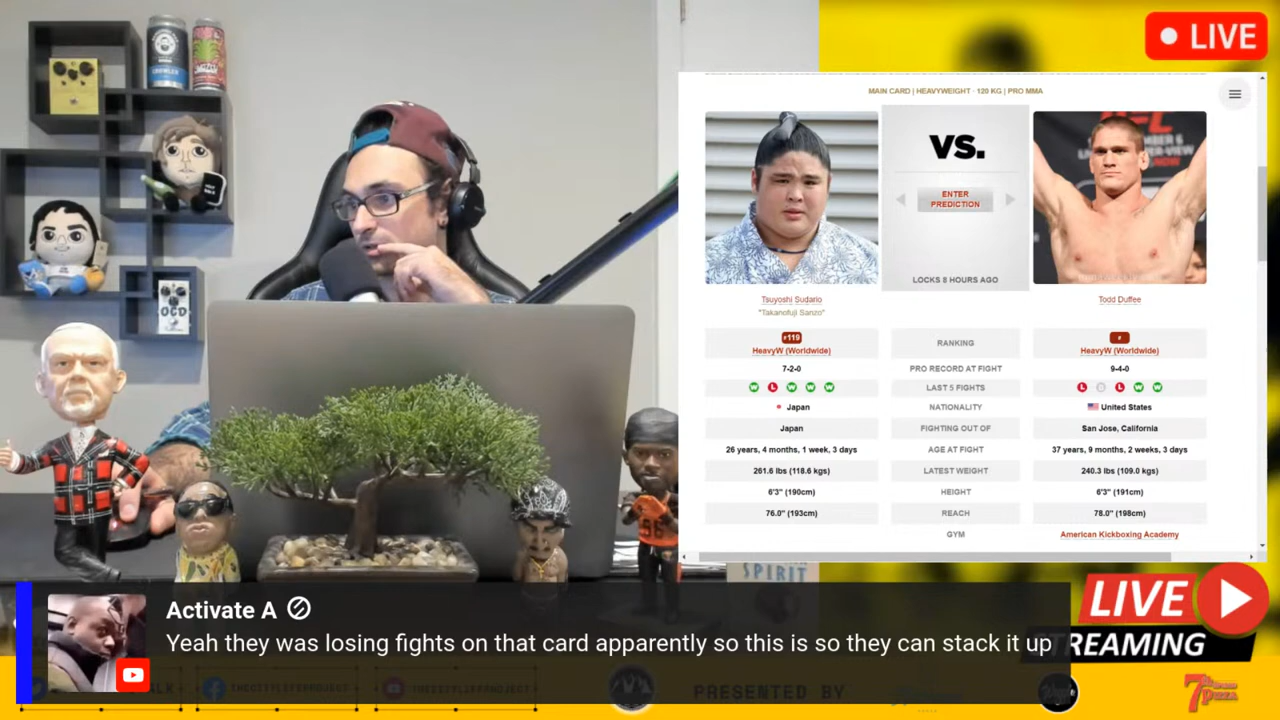 LIVE
MAIN CARD | HEAVYWEIGHT · 120 KG | PRO MMA
VS.
ENTER
PREDICTION
LOCKS 8 HOURS AGO
Tsuyoshi Sudario
"Takanofuji Sanzo"
Todd Duffee
#119
HeavyW (Worldwide)
RANKING
#
HeavyW (Worldwide)
7-2-0
PRO RECORD AT FIGHT
9-4-0
W L W W W
LAST 5 FIGHTS
L L W W
Japan
NATIONALITY
United States
Japan
FIGHTING OUT OF
San Jose, California
26 years, 4 months, 1 week, 3 days
AGE AT FIGHT
37 years, 9 months, 2 weeks, 3 days
261.6 lbs (118.6 kgs)
LATEST WEIGHT
240.3 lbs (109.0 kgs)
6'3" (190cm)
HEIGHT
6'3" (191cm)
76.0" (193cm)
REACH
78.0" (198cm)
GYM
American Kickboxing Academy
OCD
SPIRIT
LIVE
STREAMING
Activate A
Yeah they was losing fights on that card apparently so this is so they can stack it up
PRESENTED BY